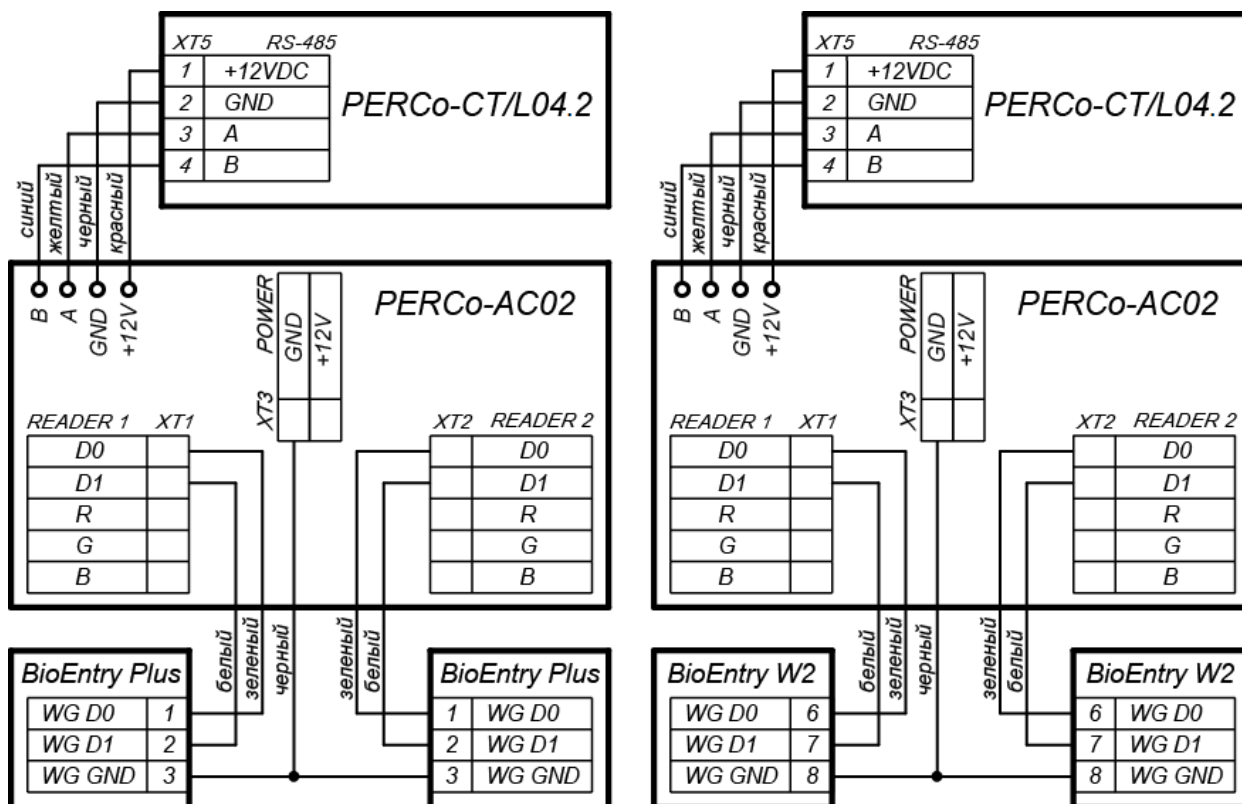 XT5 RS-485
1 +12VDC
2 GND
3 A
4 B
PERCo-CT/L04.2
синий
желтый
черный
красный
B
A
GND
+12V
XT3 POWER
GND
+12V
PERCo-AC02
READER 1 XT1
D0
D1
R
G
B
XT2 READER 2
D0
D1
R
G
B
белый
зеленый
черный
зеленый
белый
BioEntry Plus
WG D0 1
WG D1 2
WG GND 3
BioEntry Plus
1 WG D0
2 WG D1
3 WG GND
XT5 RS-485
1 +12VDC
2 GND
3 A
4 B
PERCo-CT/L04.2
синий
желтый
черный
красный
B
A
GND
+12V
XT3 POWER
GND
+12V
PERCo-AC02
READER 1 XT1
D0
D1
R
G
B
XT2 READER 2
D0
D1
R
G
B
белый
зеленый
черный
зеленый
белый
BioEntry W2
WG D0 6
WG D1 7
WG GND 8
BioEntry W2
6 WG D0
7 WG D1
8 WG GND